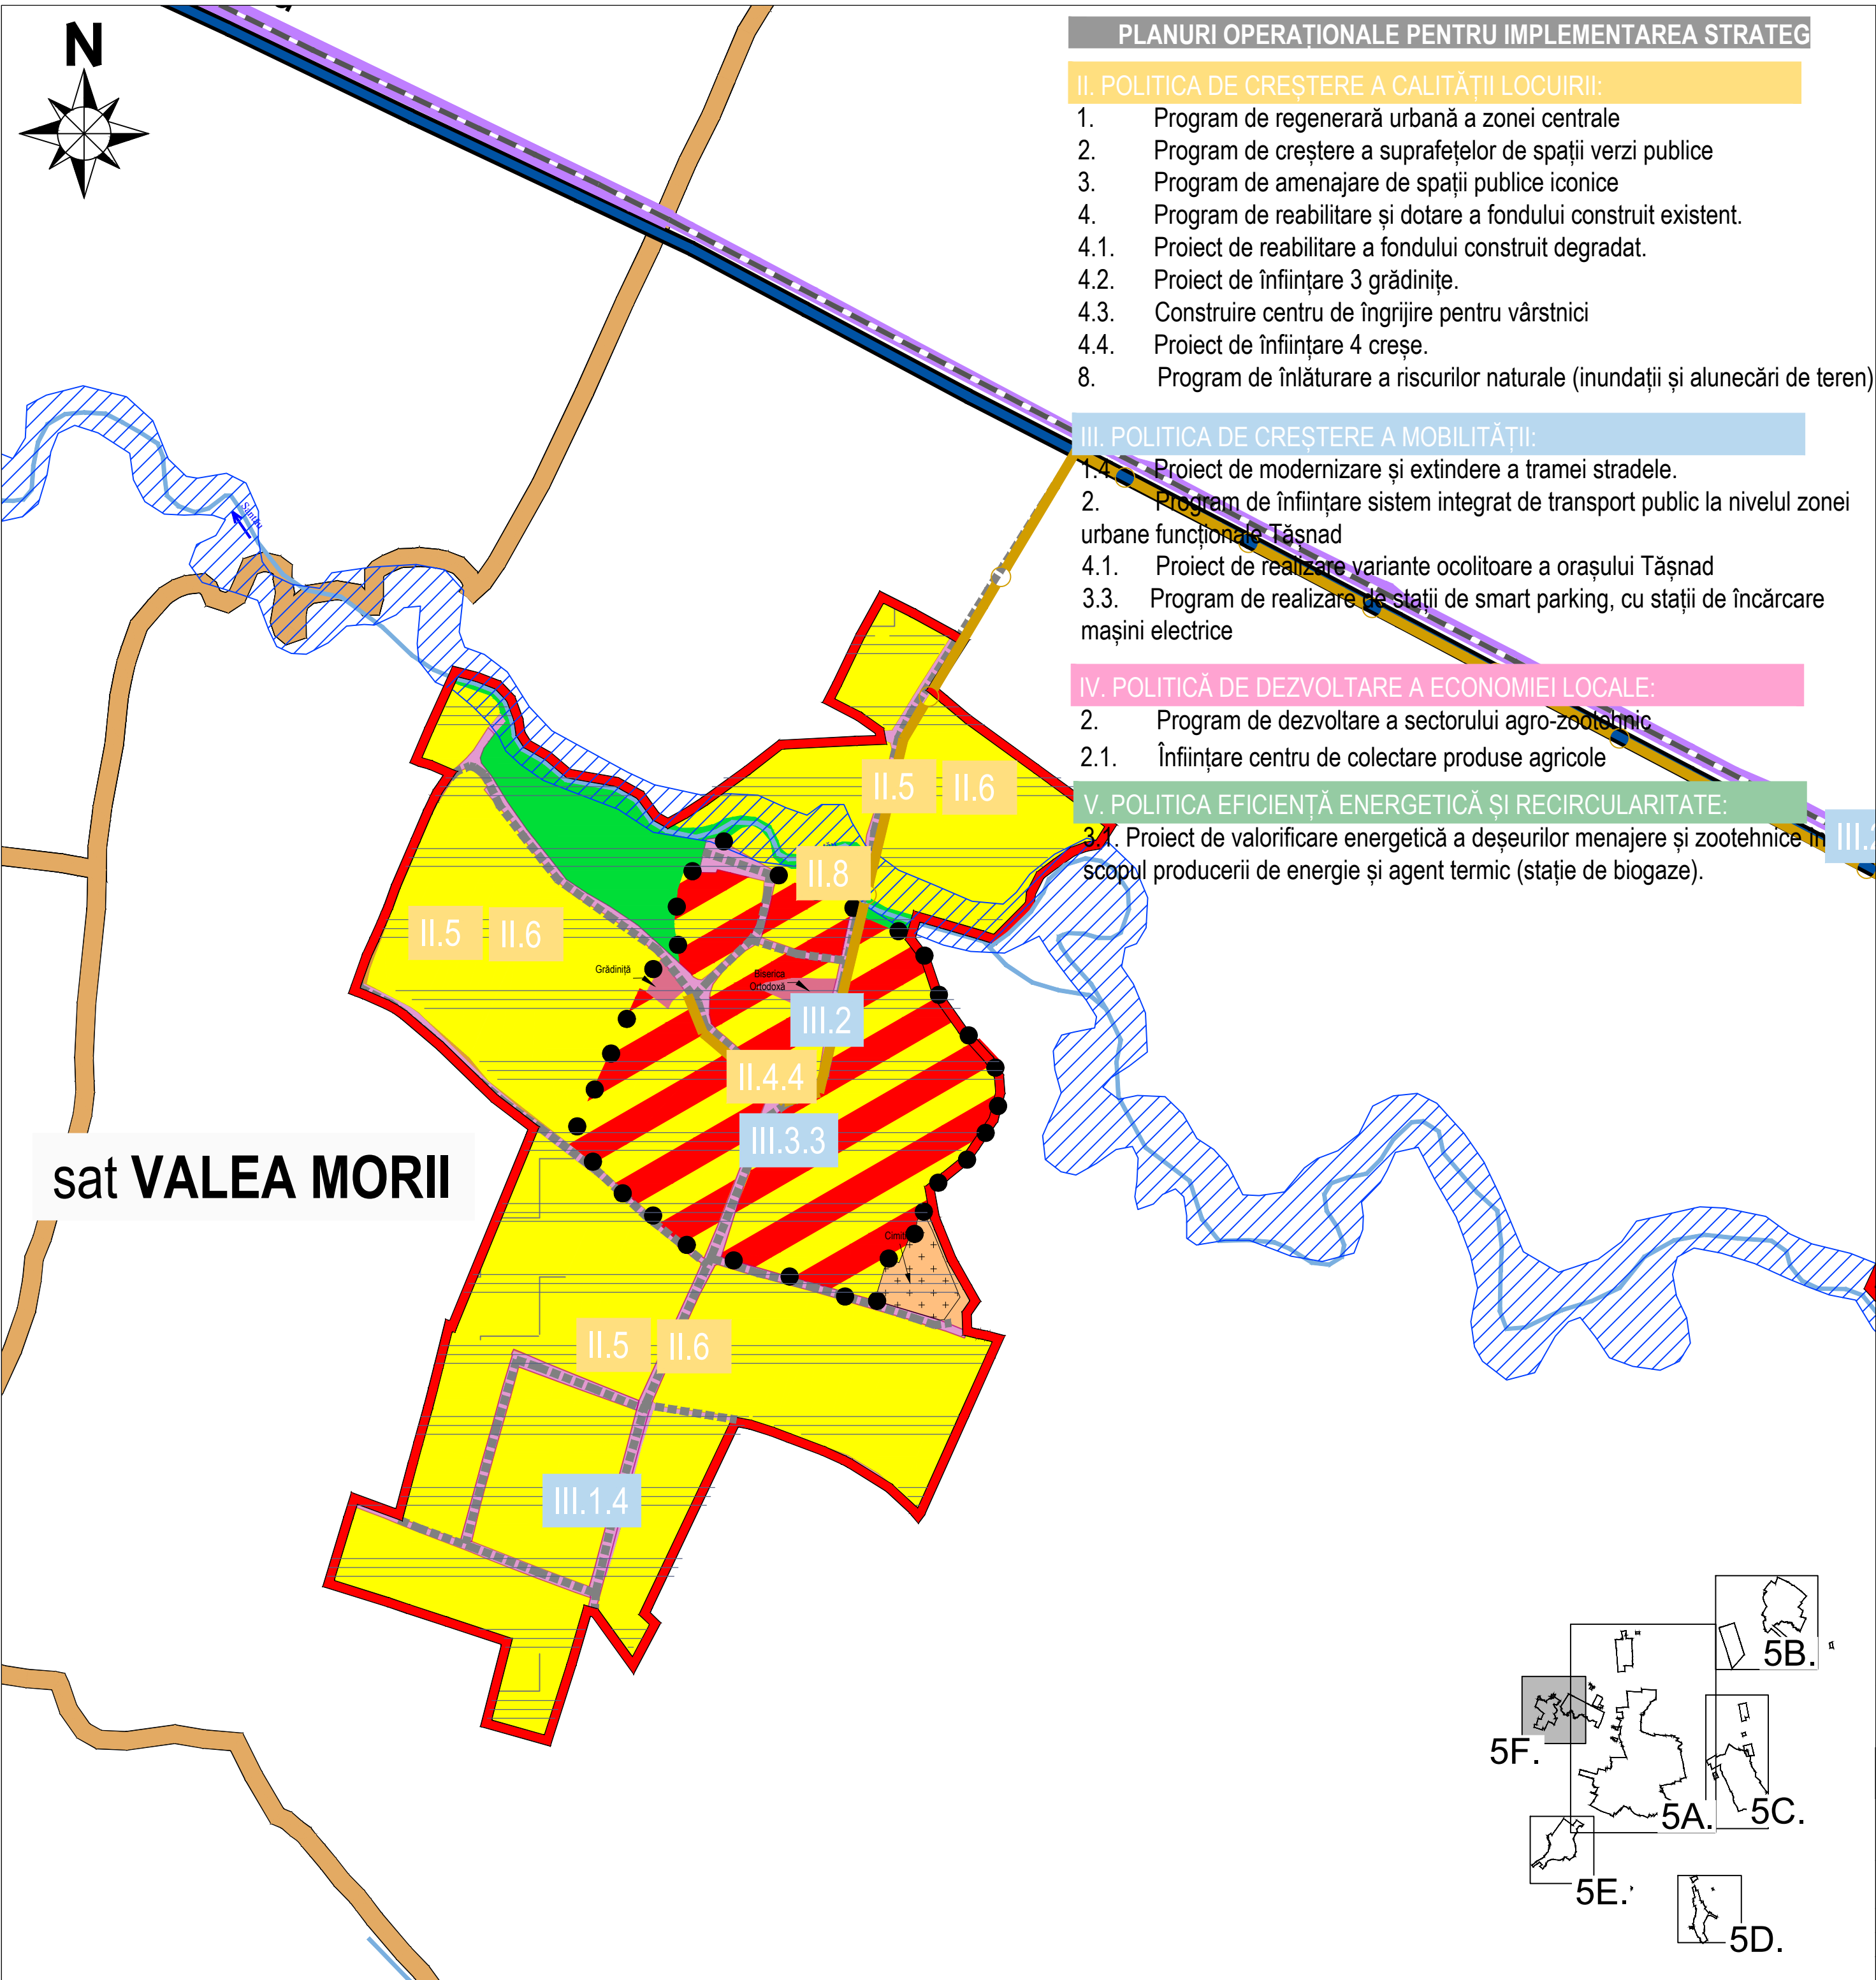 N
PLANURI OPERAȚIONALE PENTRU IMPLEMENTAREA STRATEG
II. POLITICA DE CREȘTERE A CALITĂȚII LOCUIRII:
1. Program de regenerară urbană a zonei centrale
2. Program de creștere a suprafețelor de spații verzi publice
3. Program de amenajare de spații publice iconice
4. Program de reabilitare și dotare a fondului construit existent.
4.1. Proiect de reabilitare a fondului construit degradat.
4.2. Proiect de înființare 3 grădinițe.
4.3. Construire centru de îngrijire pentru vârstnici
4.4. Proiect de înființare 4 creșe.
8. Program de înlăturare a riscurilor naturale (inundații și alunecări de teren)
III. POLITICA DE CREȘTERE A MOBILITĂȚII:
1.4. Proiect de modernizare și extindere a tramei stradele.
2. Program de înființare sistem integrat de transport public la nivelul zonei
urbane funcționale Tășnad
4.1. Proiect de realizare variante ocolitoare a orașului Tășnad
3.3. Program de realizare de stații de smart parking, cu stații de încărcare
mașini electrice
IV. POLITICĂ DE DEZVOLTARE A ECONOMIEI LOCALE:
2. Program de dezvoltare a sectorului agro-zootehnic
2.1. Înființare centru de colectare produse agricole
V. POLITICA EFICIENȚĂ ENERGETICĂ ȘI RECIRCULARITATE:
3.1. Proiect de valorificare energetică a deșeurilor menajere și zootehnice în
scopul producerii de energie și agent termic (stație de biogaze).
III.2
II.5 II.6
II.8
II.5 II.6
Grădiniță
Biserica
Ortodoxă
III.2
II.4.4
III.3.3
sat VALEA MORII
II.5 II.6
III.1.4
5B.
5F.
5A.
5C.
5E.
5D.